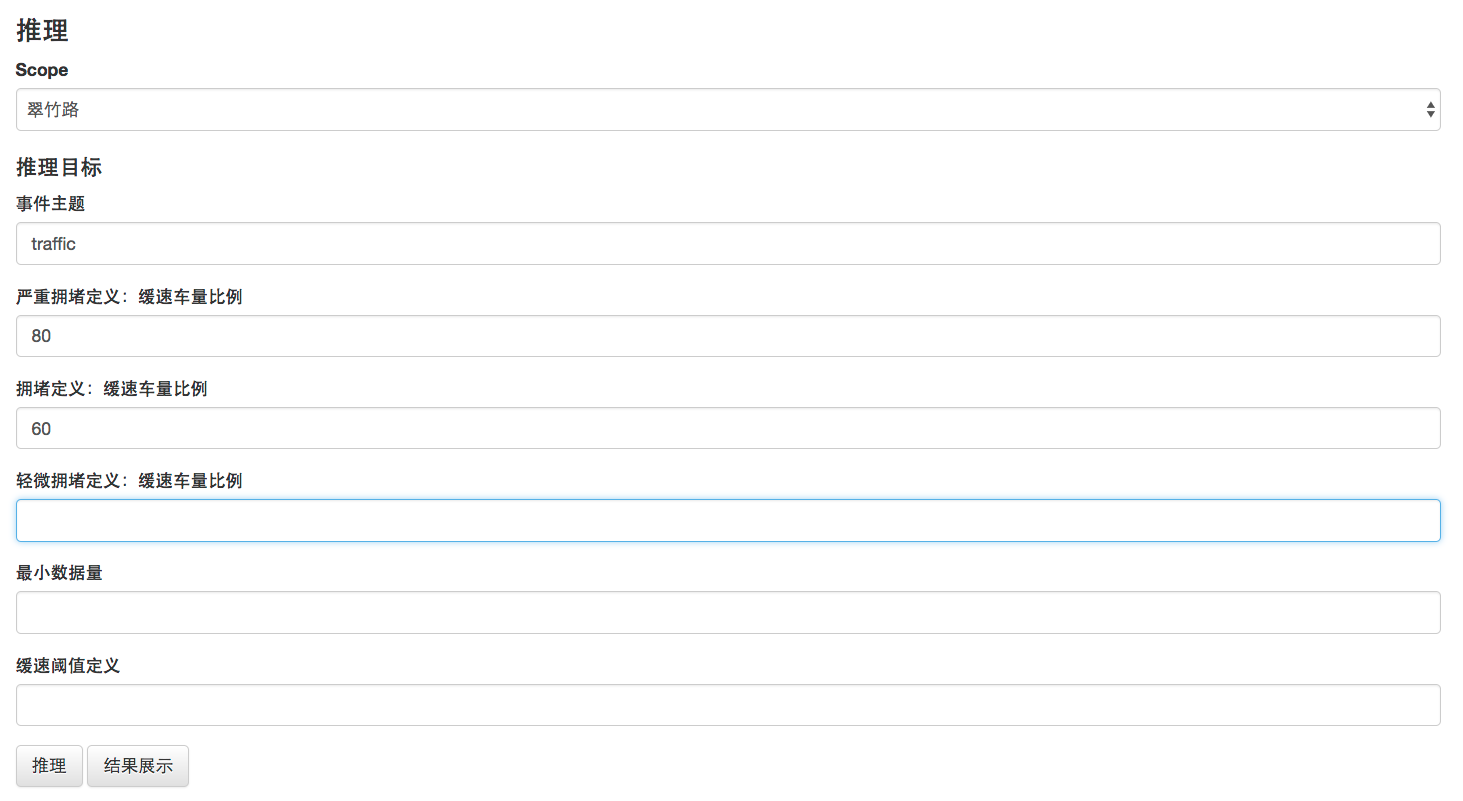 推理
Scope
翠竹路
推理目标
事件主题
traffic
严重拥堵定义：缓速车量比例
80
拥堵定义：缓速车量比例
60
轻微拥堵定义：缓速车量比例
最小数据量
缓速阈值定义
推理 结果展示